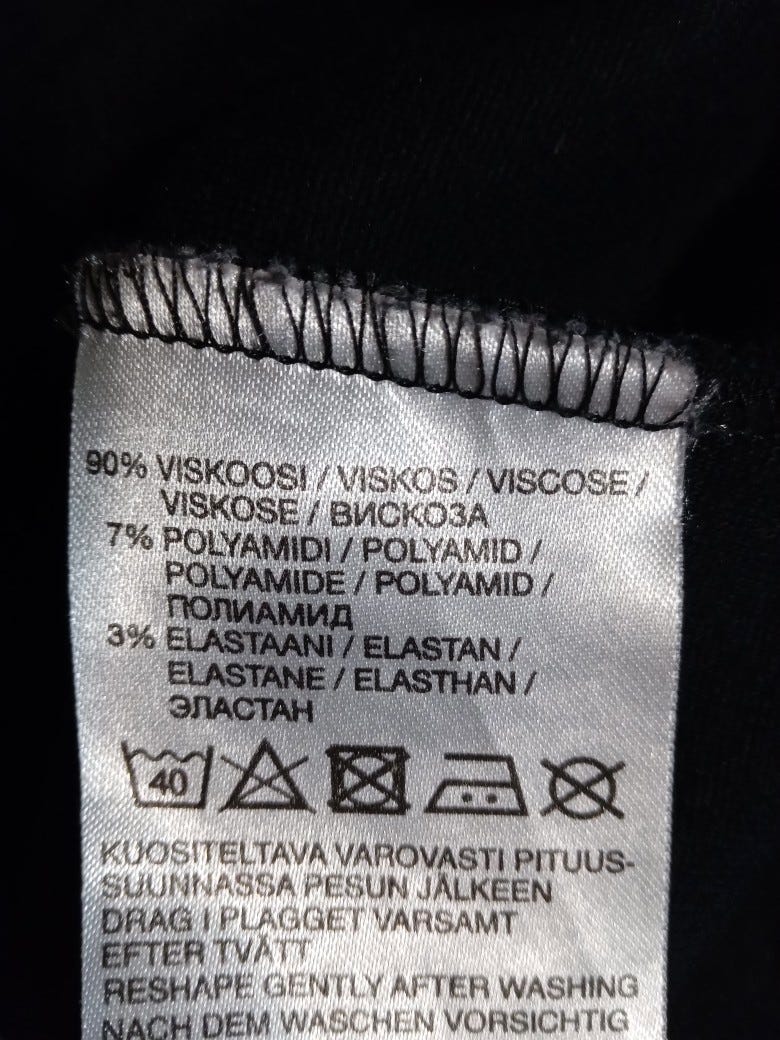 90% VISKOOSI / VISKOS / VISCOSE /
VISKOSE / ВИСКОЗА
7% POLYAMIDI / POLYAMID /
POLYAMIDE / POLYAMID /
ПОЛИАМИД
3% ELASTAANI / ELASTAN /
ELASTANE / ELASTHAN /
ЭЛАСТАН
40
KUOSITELTAVA VAROVASTI PITUUS-
SUUNNASSA PESUN JÄLKEEN
DRAG I PLAGGET VARSAMT
EFTER TVÄTT
RESHAPE GENTLY AFTER WASHING
NACH DEM WASCHEN VORSICHTIG